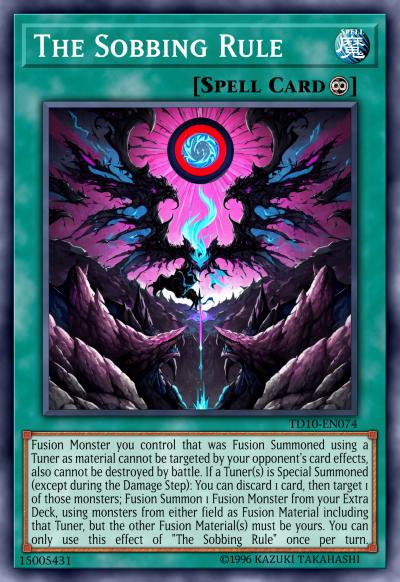 The Sobbing Rule
SPELL
魔
[Spell Card]
TD10-EN074
Fusion Monster you control that was Fusion Summoned using a
Tuner as material cannot be targeted by your opponent's card effects,
also cannot be destroyed by battle. If a Tuner(s) is Special Summoned
(except during the Damage Step): You can discard 1 card, then target 1
of those monsters; Fusion Summon 1 Fusion Monster from your Extra
Deck, using monsters from either field as Fusion Material including
that Tuner, but the other Fusion Material(s) must be yours. You can
only use this effect of "The Sobbing Rule" once per turn.
15005431
©1996 KAZUKI TAKAHASHI